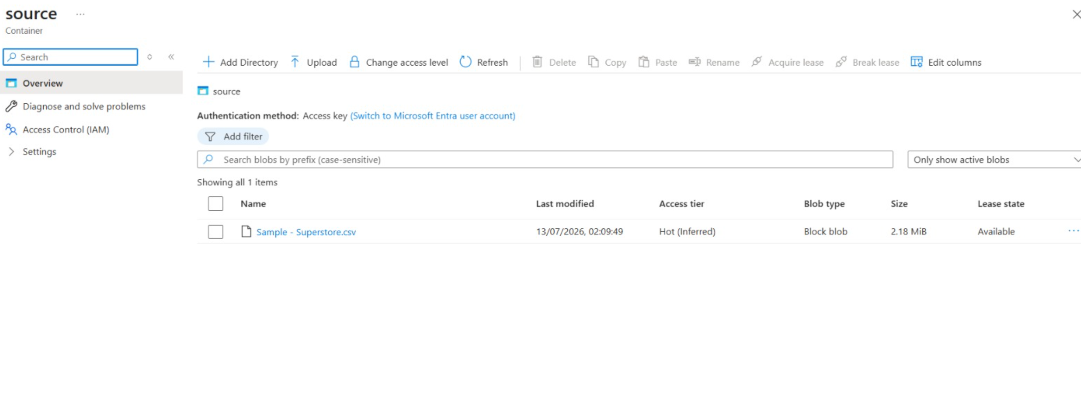 source ...
Container
Search
Overview
Diagnose and solve problems
Access Control (IAM)
Settings
Add Directory Upload Change access level Refresh Delete Copy Paste Rename Acquire lease Break lease Edit columns
source
Authentication method: Access key (Switch to Microsoft Entra user account)
Add filter
Search blobs by prefix (case-sensitive) Only show active blobs
Showing all 1 items
Name Last modified Access tier Blob type Size Lease state
Sample - Superstore.csv 13/07/2026, 02:09:49 Hot (Inferred) Block blob 2.18 MiB Available ...